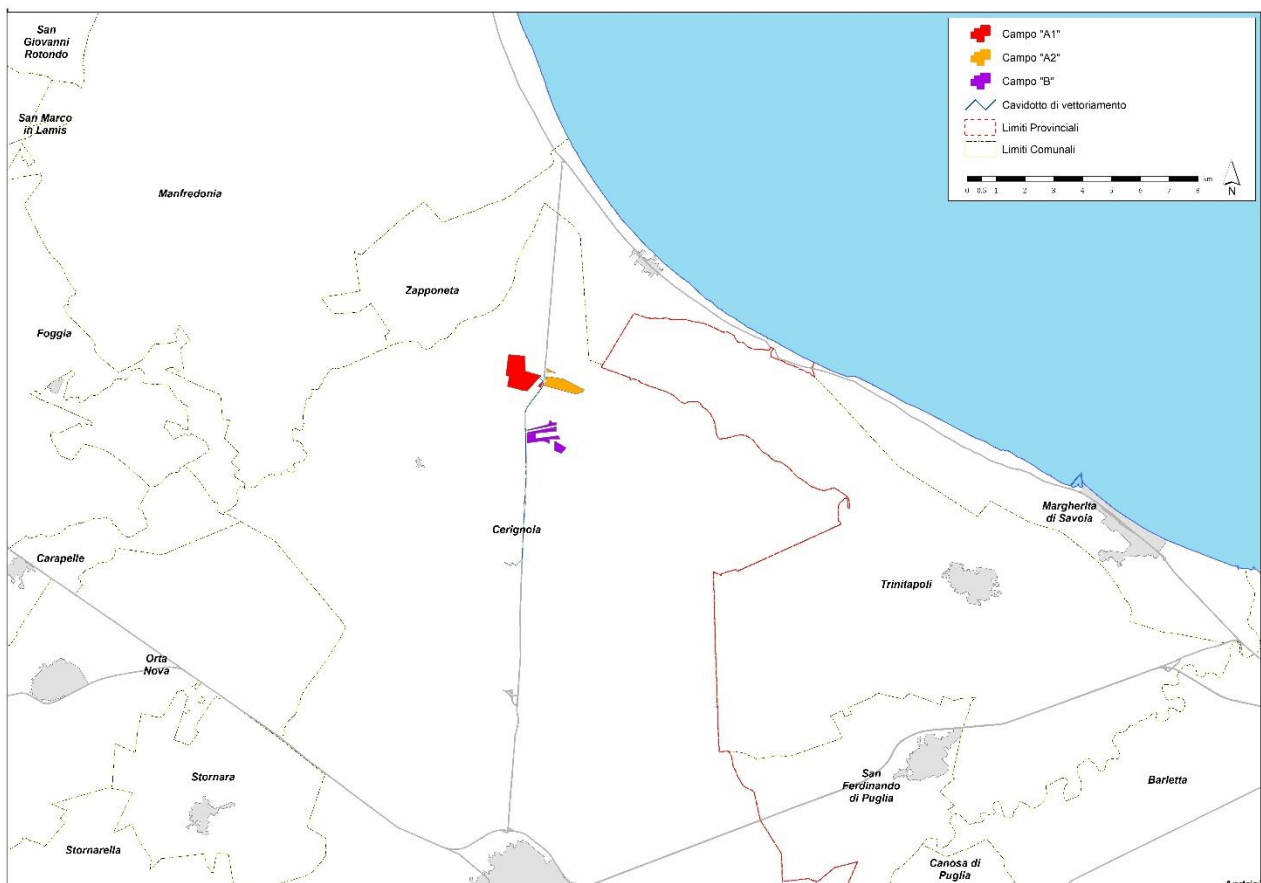 San
Giovanni
Rotondo
San Marco
in Lamis
Manfredonia
Zapponeta
Foggia
Carapelle
Cerignola
Orta
Nova
Stornara
Stornarella
Margherita
di Savoia
Trinitapoli
San
Ferdinando
di Puglia
Barletta
Canosa di
Puglia
Campo "A1"
Campo "A2"
Campo "B"
Cavidotto di vettoriamento
Limiti Provinciali
Limiti Comunali
0 0,5 1 2 3 4 5 6 7 8 km
N